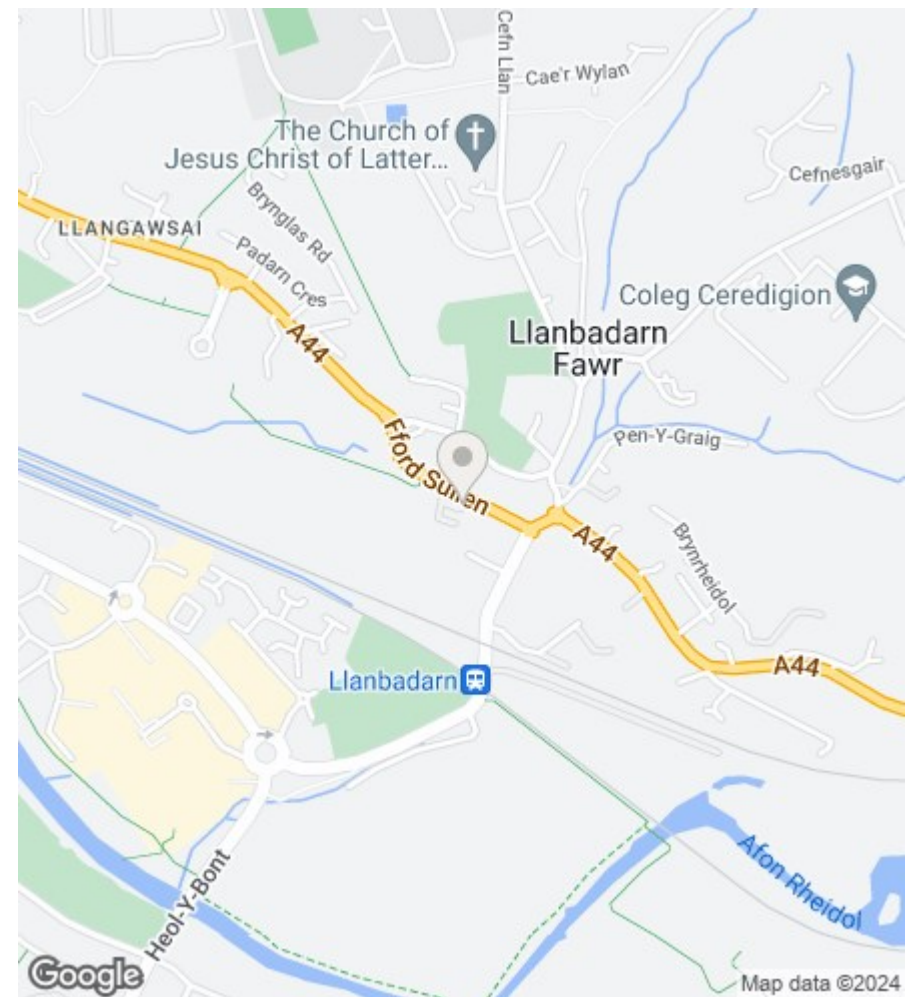 Cefn Llan
Cae'r Wylan
The Church of
Jesus Christ of Latter...
Cefnesgair
Brynglas Rd
LLANGAWSAI
Padarn Cres
Coleg Ceredigion
Llanbadarn
Fawr
A44
Pen-Y-Graig
Fford Sulien
A44
Brynrheidol
A44
Llanbadarn
Afon Rheidol
Heol-Y-Bont
Google
Map data ©2024